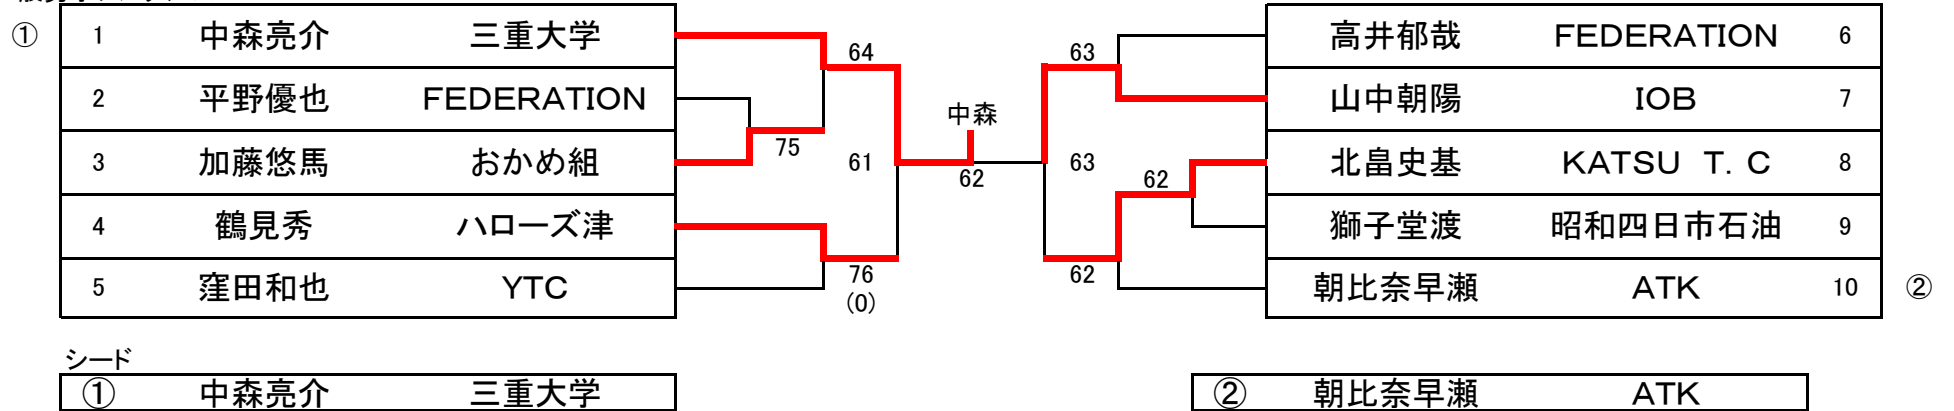 ① 1 中森亮介 三重大学
2 平野優也 FEDERATION
3 加藤悠馬 おかめ組
4 鶴見秀 ハローズ津
5 窪田和也 YTC
64
75
61
76
(0)
中森
62
63
63
62
62
高井郁哉 FEDERATION 6
山中朝陽 IOB 7
北畠史基 KATSU T. C 8
獅子堂渡 昭和四日市石油 9
朝比奈早瀬 ATK 10 ②
シード
① 中森亮介 三重大学
② 朝比奈早瀬 ATK